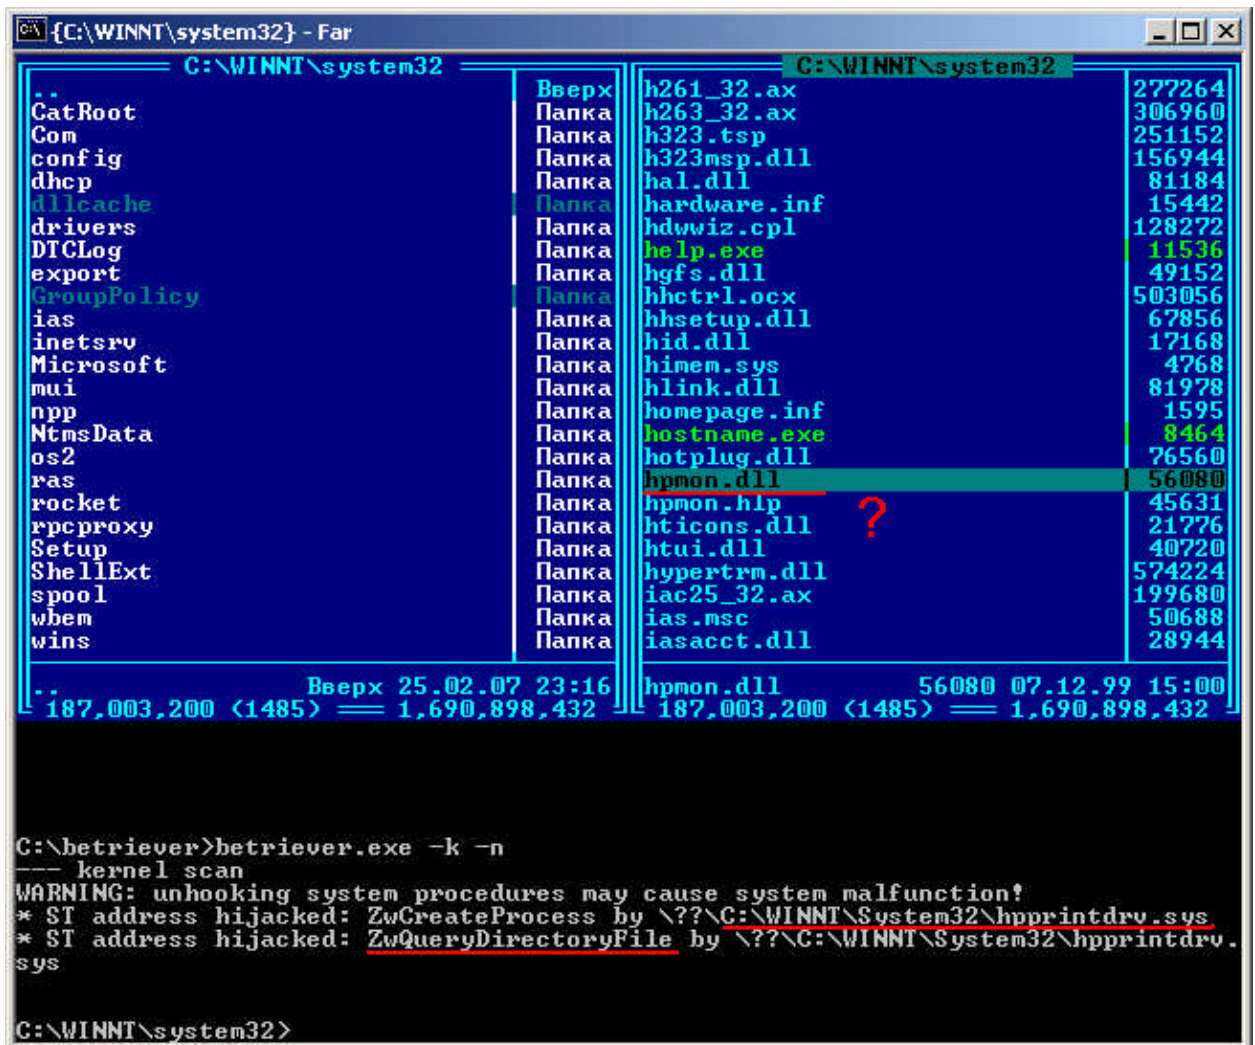 {C:\WINNT\system32} - Far
C:\WINNT\system32
.. Вверх
CatRoot Папка
Com Папка
config Папка
dhcp Папка
dllcache Папка
drivers Папка
DTCLog Папка
export Папка
GroupPolicy Папка
ias Папка
inetsrv Папка
Microsoft Папка
mui Папка
npp Папка
NtmsData Папка
os2 Папка
ras Папка
rocket Папка
rpcproxy Папка
Setup Папка
ShellExt Папка
spool Папка
wbem Папка
wins Папка
.. Вверх 25.02.07 23:16
187,003,200 (1485) ══ 1,690,898,432
C:\WINNT\system32
h261_32.ax 277264
h263_32.ax 306960
h323.tsp 251152
h323msp.dll 156944
hal.dll 81184
hardware.inf 15442
hdwwiz.cpl 128272
help.exe 11536
hgfs.dll 49152
hhctrl.ocx 503056
hhsetup.dll 67856
hid.dll 17168
himem.sys 4768
hlink.dll 81978
homepage.inf 1595
hostname.exe 8464
hotplug.dll 76560
hpmon.dll 56080
hpmon.hlp 45631
?
hticons.dll 21776
htui.dll 40720
hypertrm.dll 574224
iac25_32.ax 199680
ias.msc 50688
iasacct.dll 28944
hpmon.dll 56080 07.12.99 15:00
187,003,200 (1485) ══ 1,690,898,432
C:\betriever>betriever.exe -k -n
--- kernel scan
WARNING: unhooking system procedures may cause system malfunction!
* ST address hijacked: ZwCreateProcess by \??\C:\WINNT\System32\hpprintdrv.sys
* ST address hijacked: ZwQueryDirectoryFile by \??\C:\WINNT\System32\hpprintdrv.
sys
C:\WINNT\system32>